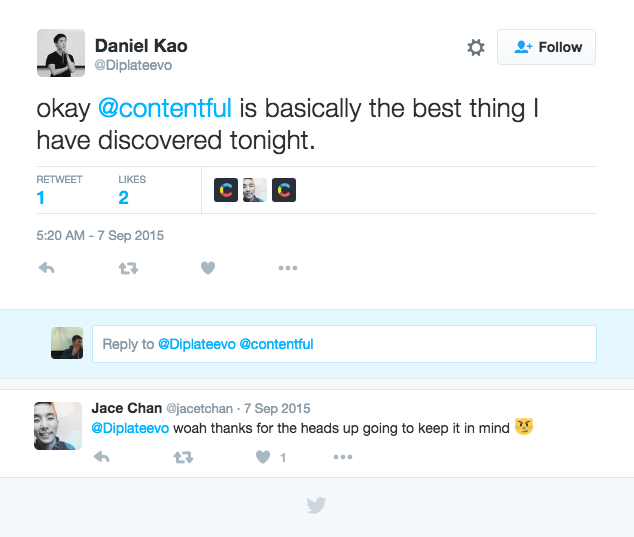 Daniel Kao
@Diplateevo
Follow
okay @contentful is basically the best thing I
have discovered tonight.
RETWEET LIKES
1 2
5:20 AM - 7 Sep 2015
Reply to @Diplateevo @contentful
Jace Chan @jacetchan · 7 Sep 2015
@Diplateevo woah thanks for the heads up going to keep it in mind 😼
1